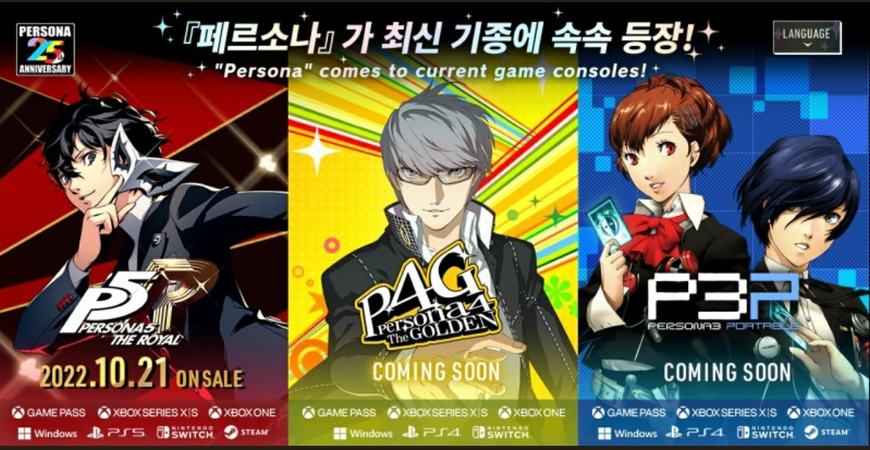 PERSONA
25th
ANNIVERSARY
『페르소나』가 최신 기종에 속속 등장!
"Persona" comes to current game consoles!
LANGUAGE
P5R
PERSONA5
THE ROYAL
2022.10.21 ON SALE
GAME PASS XBOX SERIES X|S XBOX ONE
Windows PS5 NINTENDO SWITCH STEAM
P4G
Persona4
The GOLDEN
COMING SOON
GAME PASS XBOX SERIES X|S XBOX ONE
Windows PS4 NINTENDO SWITCH
P3P
PERSONA3 PORTABLE
COMING SOON
GAME PASS XBOX SERIES X|S XBOX ONE
Windows PS4 NINTENDO SWITCH STEAM